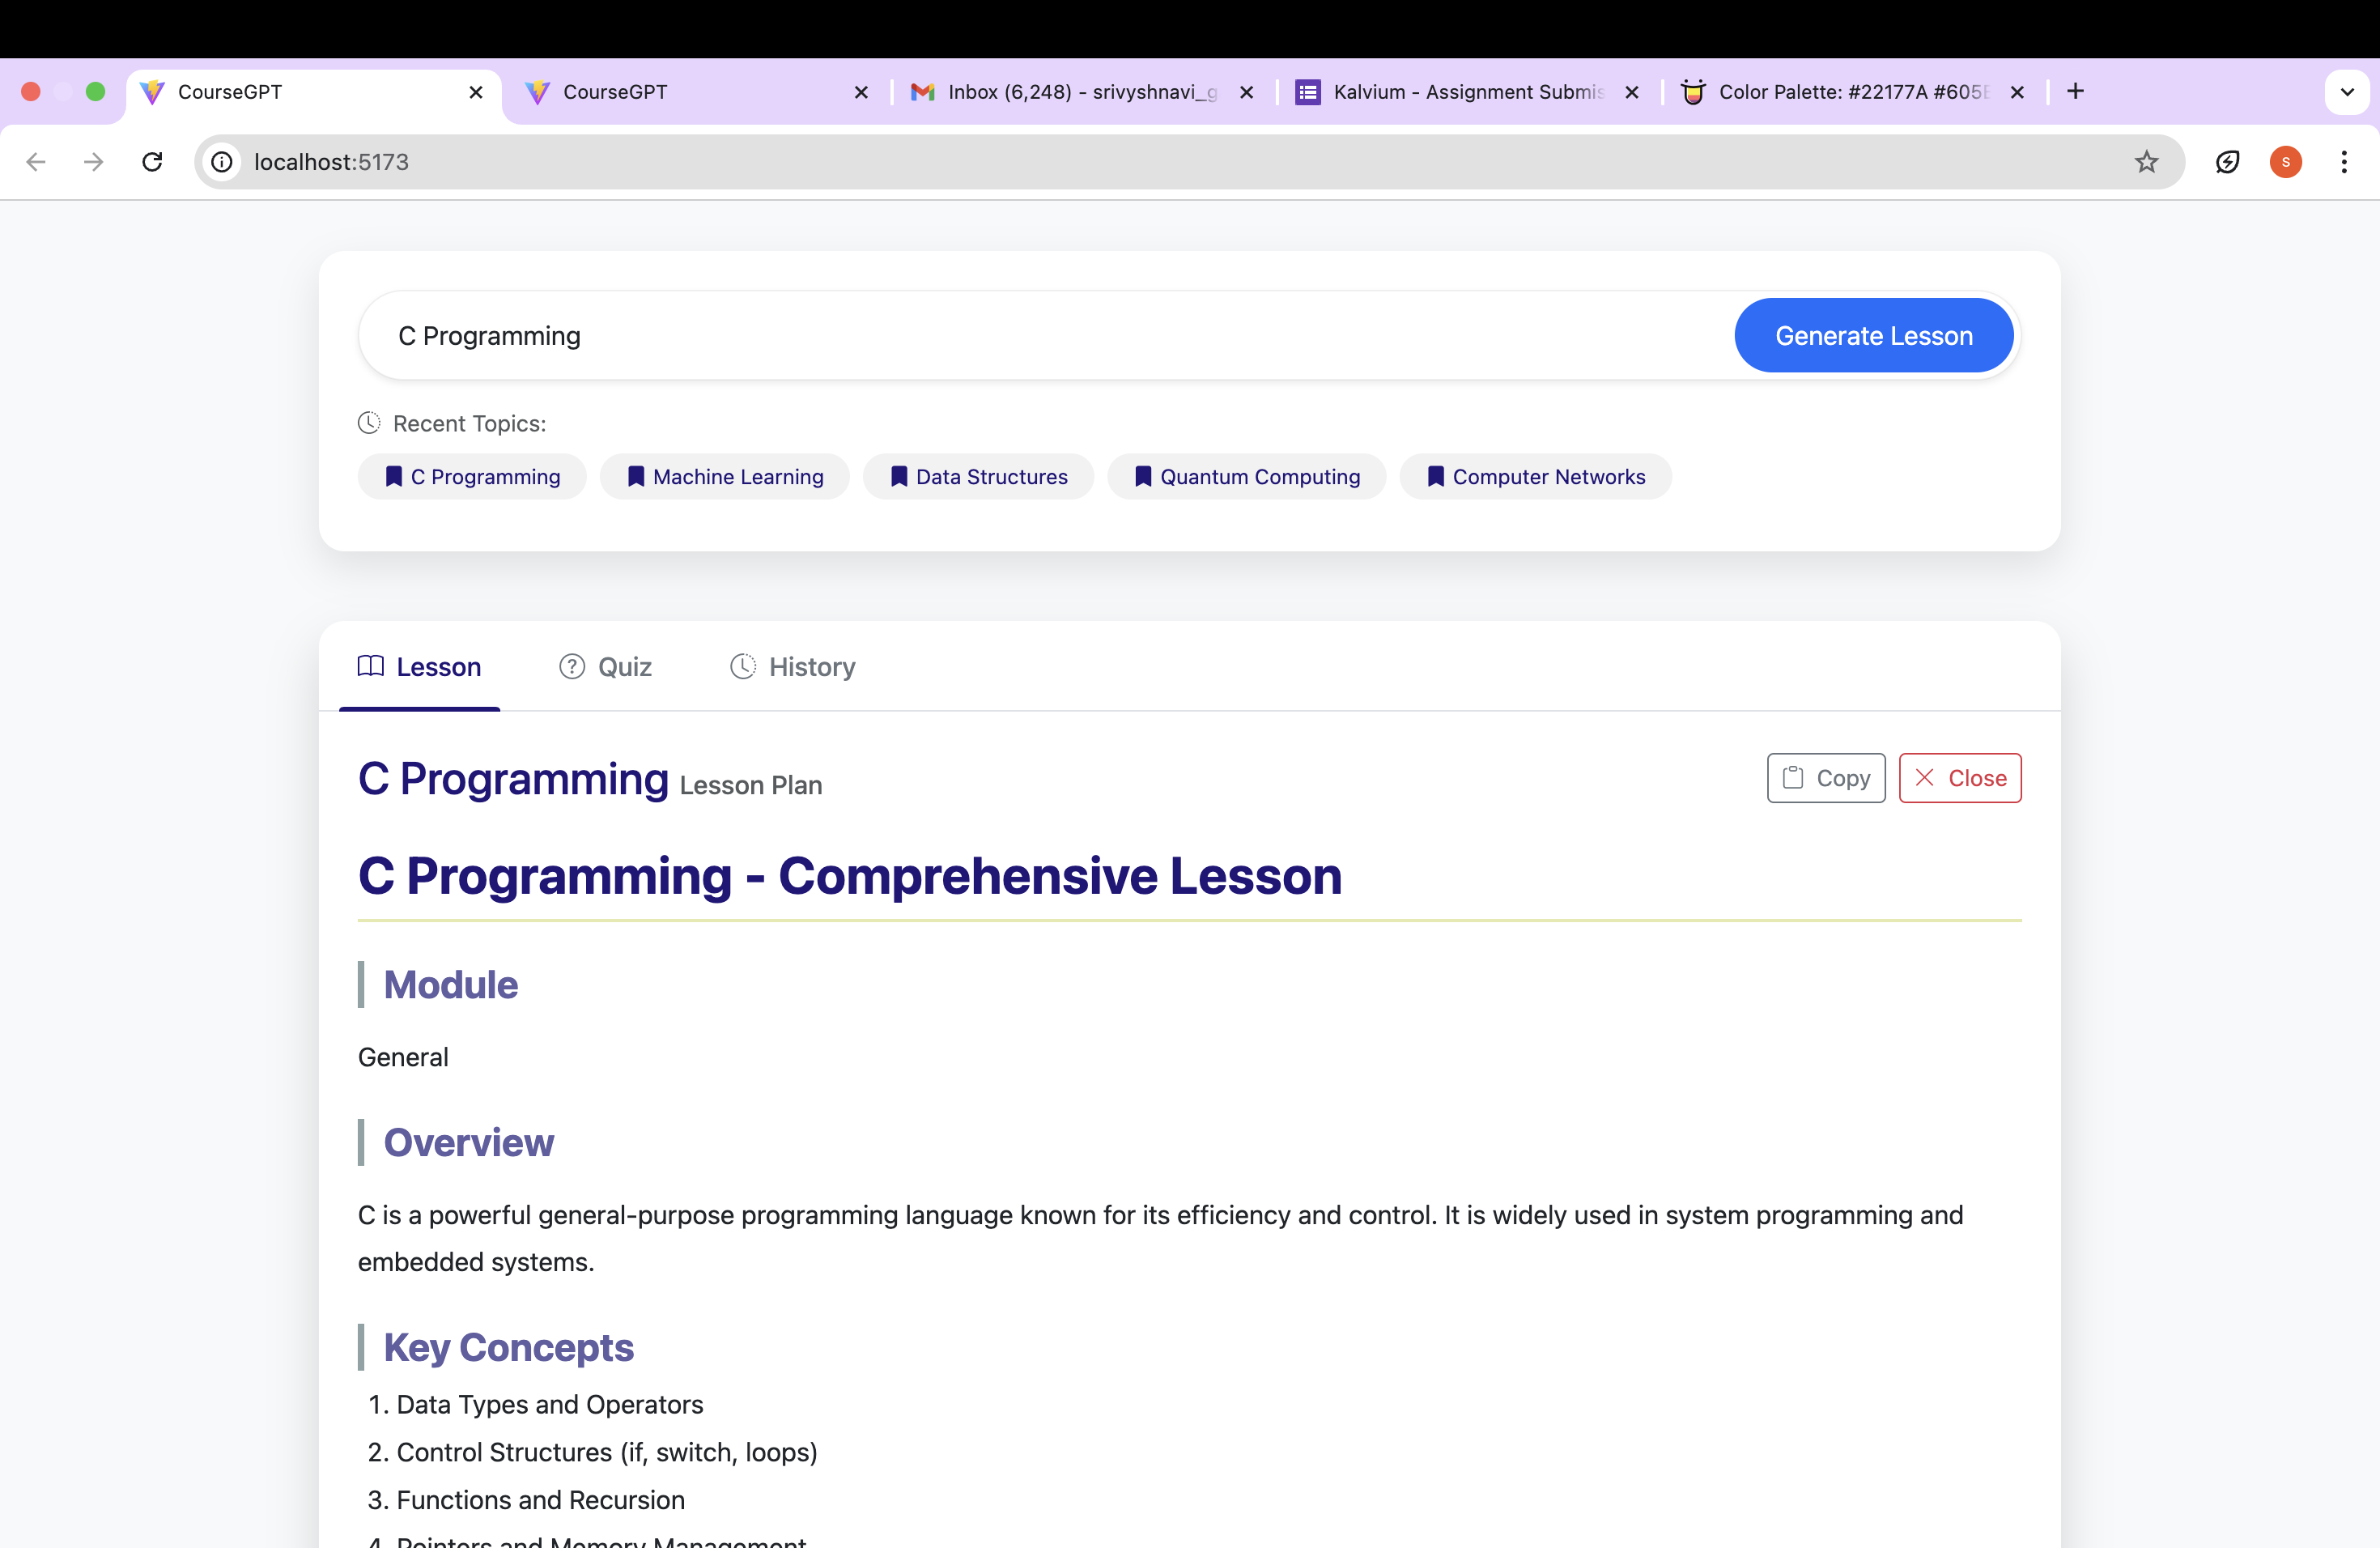 CourseGPT
CourseGPT
Inbox (6,248) - srivyshnavi_g
Kalvium - Assignment Submis
Color Palette: #22177A #605
localhost:5173
S
C Programming
Generate Lesson
Recent Topics:
C Programming
Machine Learning
Data Structures
Quantum Computing
Computer Networks
Lesson
Quiz
History
C Programming Lesson Plan
Copy
Close
C Programming - Comprehensive Lesson
Module
General
Overview
C is a powerful general-purpose programming language known for its efficiency and control. It is widely used in system programming and
embedded systems.
Key Concepts
1. Data Types and Operators
2. Control Structures (if, switch, loops)
3. Functions and Recursion
4. Pointers and Memory Management